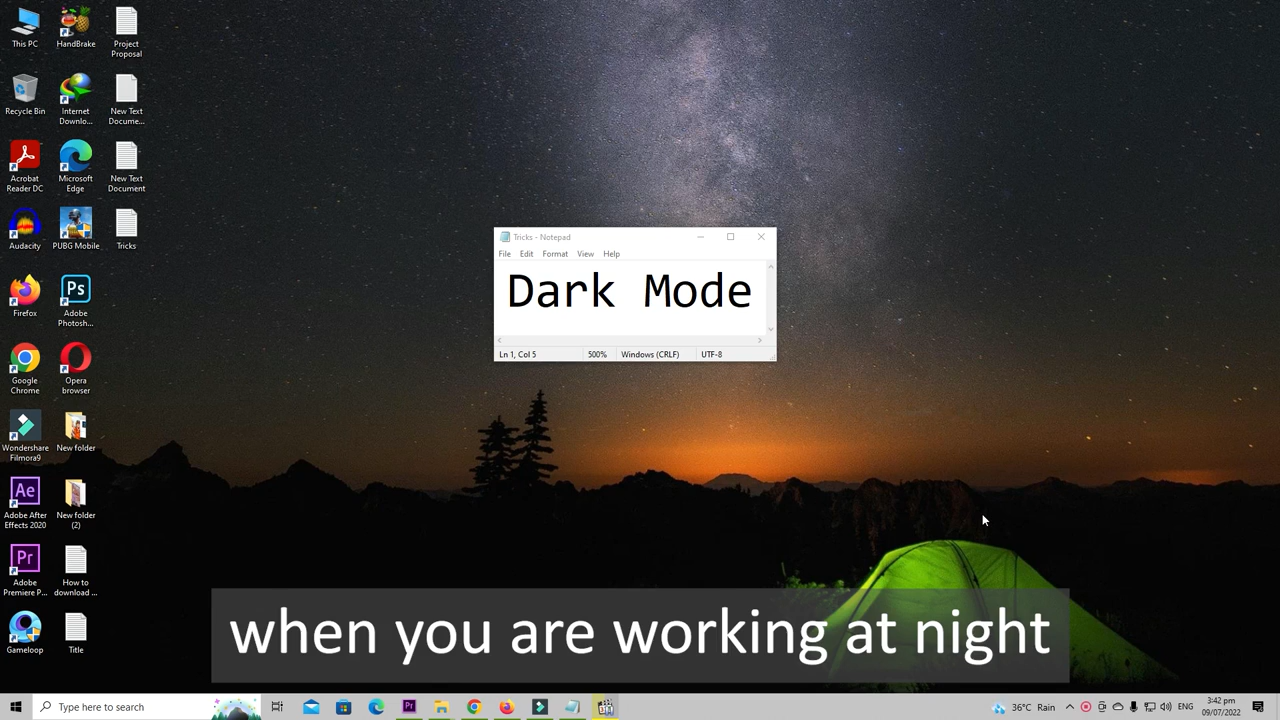 This PC
HandBrake
Project
Proposal
Recycle Bin
Internet
Downlo...
New Text
Docume...
Acrobat
Reader DC
Microsoft
Edge
New Text
Document
Audacity
PUBG Mobile
Tricks
Firefox
Adobe
Photosh...
Google
Chrome
Opera
browser
Wondershare
Filmora9
New folder
Adobe After
Effects 2020
New folder
(2)
Adobe
Premiere P...
How to
download ...
Gameloop
Title
Tricks - Notepad
File Edit Format View Help
Dark Mode
Ln 1, Col 5 500% Windows (CRLF) UTF-8
when you are working at night
Type here to search
36°C Rain
ENG
3:42 pm
09/07/2022